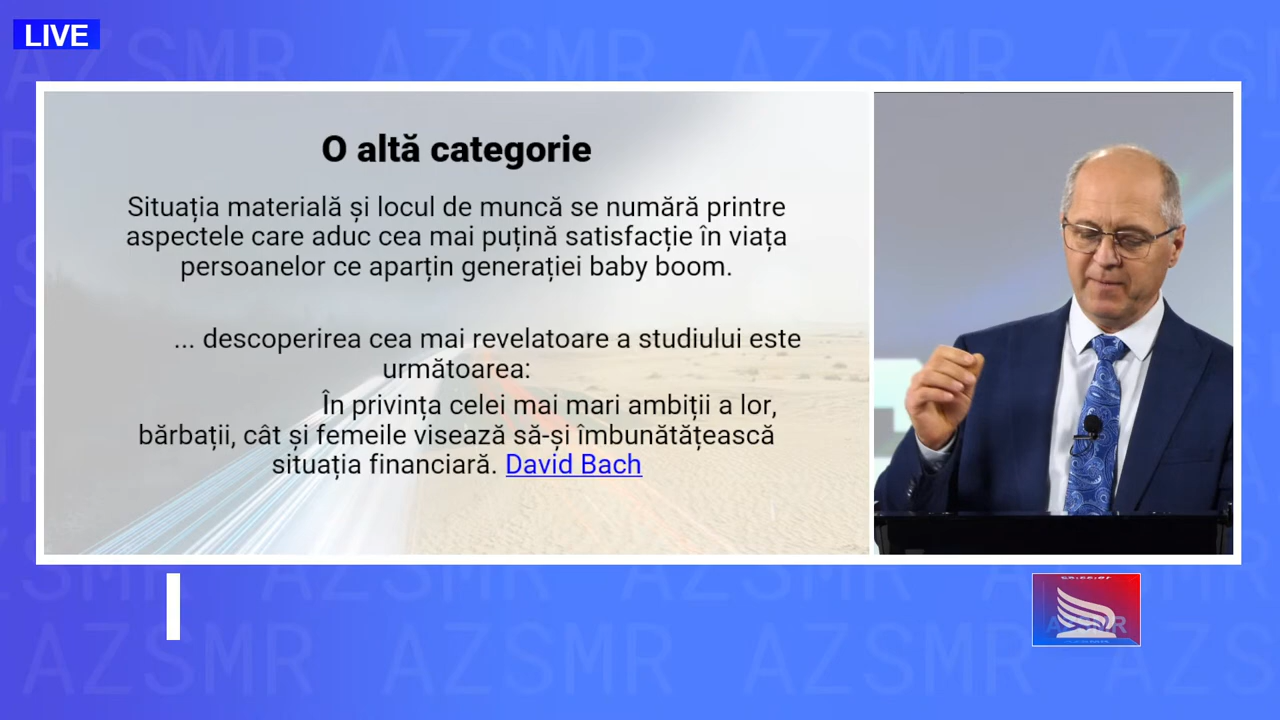 LIVE
O altă categorie
Situația materială și locul de muncă se numără printre
aspectele care aduc cea mai puțină satisfacție în viața
persoanelor ce aparțin generației baby boom.
... descoperirea cea mai revelatoare a studiului este
următoarea:
În privința celei mai mari ambiții a lor,
bărbații, cât și femeile visează să-și îmbunătățească
situația financiară. David Bach
AZSMR